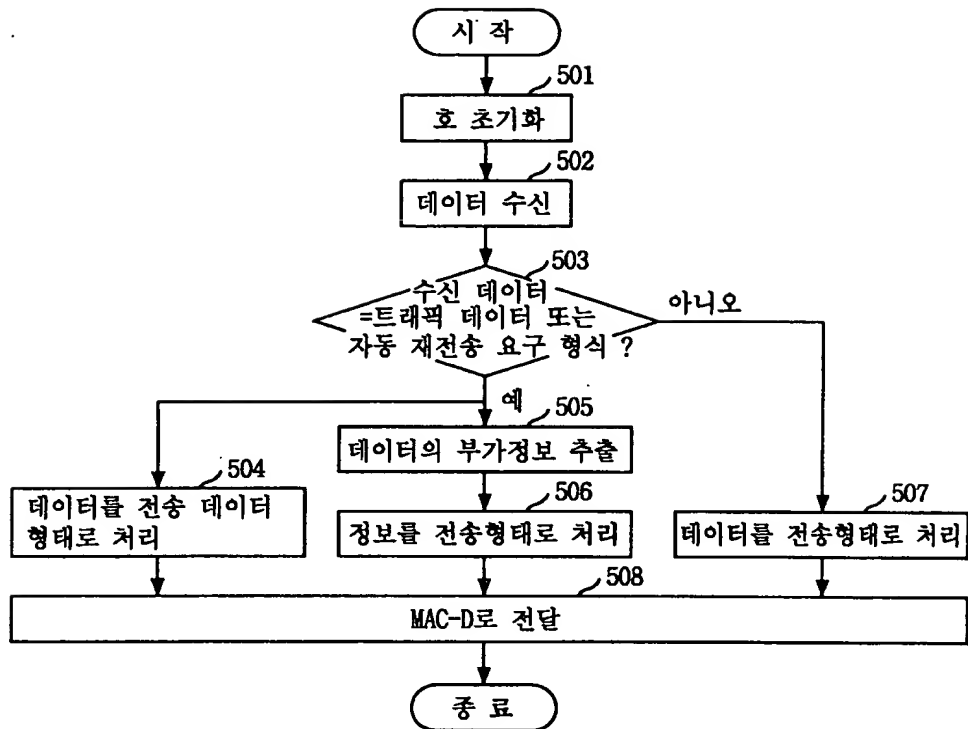 시 작
501
호 초기화
502
데이터 수신
503
수신 데이터
=트래픽 데이터 또는
자동 재전송 요구 형식 ?
아니오
예
505
데이터의 부가정보 추출
504
데이터를 전송 데이터
형태로 처리
506
정보를 전송형태로 처리
507
데이터를 전송형태로 처리
508
MAC-D로 전달
종 료